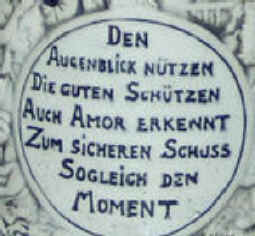 DEN
AUGENBLICK NÜTZEN
DIE GUTEN SCHÜTZEN
AUCH AMOR ERKENNT
ZUM SICHEREN SCHUSS
SOGLEICH DEN
MOMENT